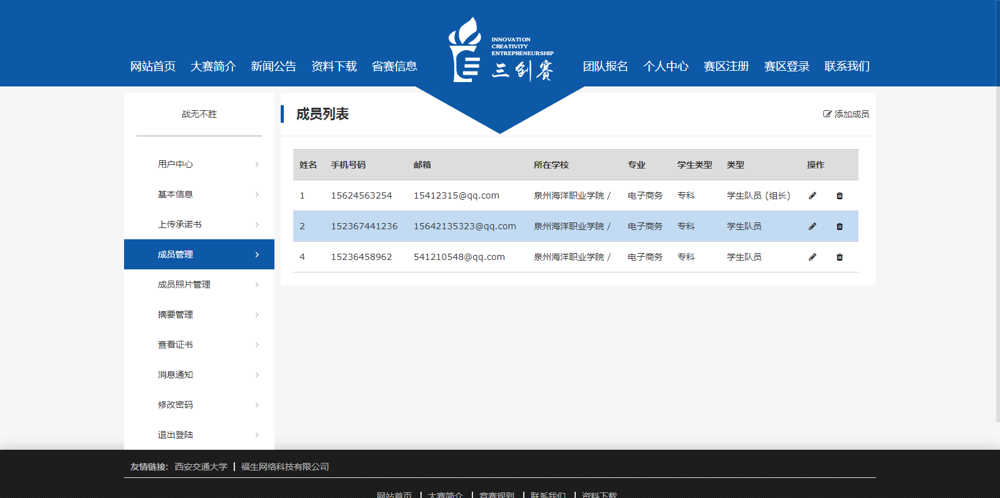 INNOVATION
CREATIVITY
ENTREPRENEURSHIP
三创赛
网站首页 大赛简介 新闻公告 资料下载 省赛信息 团队报名 个人中心 赛区注册 赛区登录 联系我们
战无不胜
用户中心
基本信息
上传承诺书
成员管理
成员照片管理
摘要管理
查看证书
消息通知
修改密码
退出登陆
成员列表 添加成员
姓名 手机号码 邮箱 所在学校 专业 学生类型 类型 操作
1 15624563254 15412315@qq.com 泉州海洋职业学院 / 电子商务 专科 学生队员 (组长)
2 152367441236 15642135323@qq.com 泉州海洋职业学院 / 电子商务 专科 学生队员
4 15236458962 541210548@qq.com 泉州海洋职业学院 / 电子商务 专科 学生队员
友情链接: 西安交通大学 | 福生网络科技有限公司
网站首页 | 大赛简介 | 竞赛规则 | 联系我们 | 资料下载